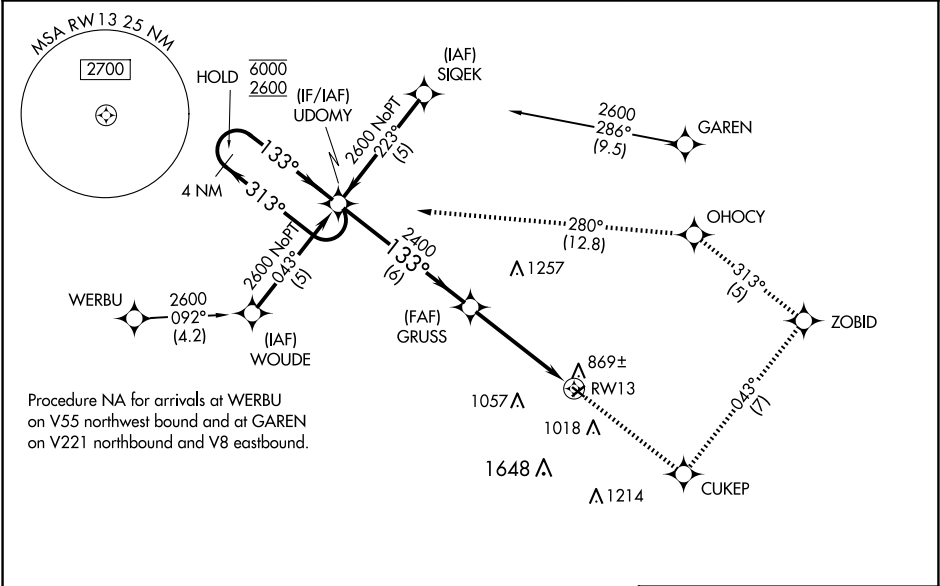 MSA RW13 25 NM
2700
HOLD
6000
2600
(IF/IAF)
UDOMY
(IAF)
SIQEK
2600 NoPT
223°
(5)
2600
286°
(9.5)
GAREN
133°
4 NM
313°
OHOCY
280°
(12.8)
2400
133°
(6)
1257
313°
(5)
2600 NoPT
043°
(5)
WERBU
2600
092°
(4.2)
(IAF)
WOUDE
(FAF)
GRUSS
ZOBID
869±
RW13
1057
1018
043°
(7)
Procedure NA for arrivals at WERBU
on V55 northwest bound and at GAREN
on V221 northbound and V8 eastbound.
1648
1214
CUKEP